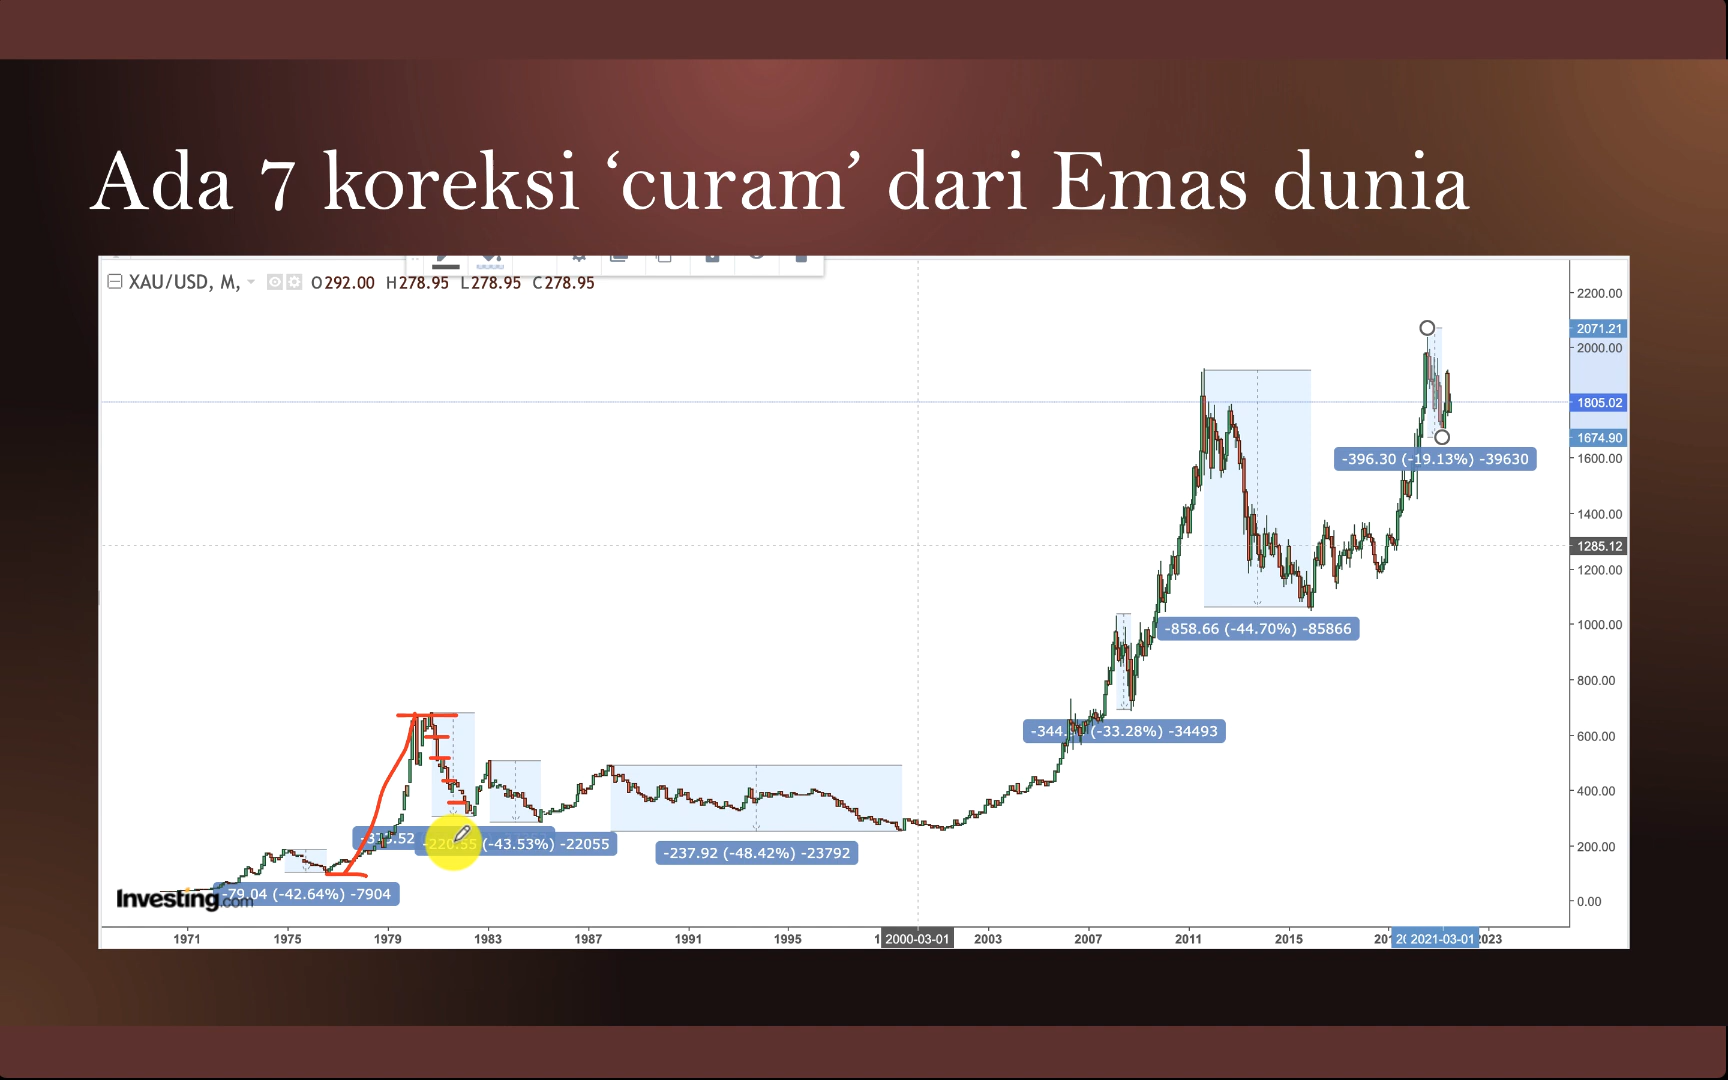 Ada 7 koreksi ‘curam’ dari Emas dunia
XAU/USD, M, O292.00 H278.95 L278.95 C278.95
2200.00
2071.21
2000.00
1805.02
1674.90
1600.00
1400.00
1285.12
1200.00
1000.00
800.00
600.00
400.00
200.00
0.00
-396.30 (-19.13%) -39630
-858.66 (-44.70%) -85866
(-33.28%) -34493
(-43.53%) -22055
-237.92 (-48.42%) -23792
-79.04 (-42.64%) -7904
Investing.com
1971 1975 1979 1983 1987 1991 1995 2000-03-01 2003 2007 2011 2015 2021-03-01